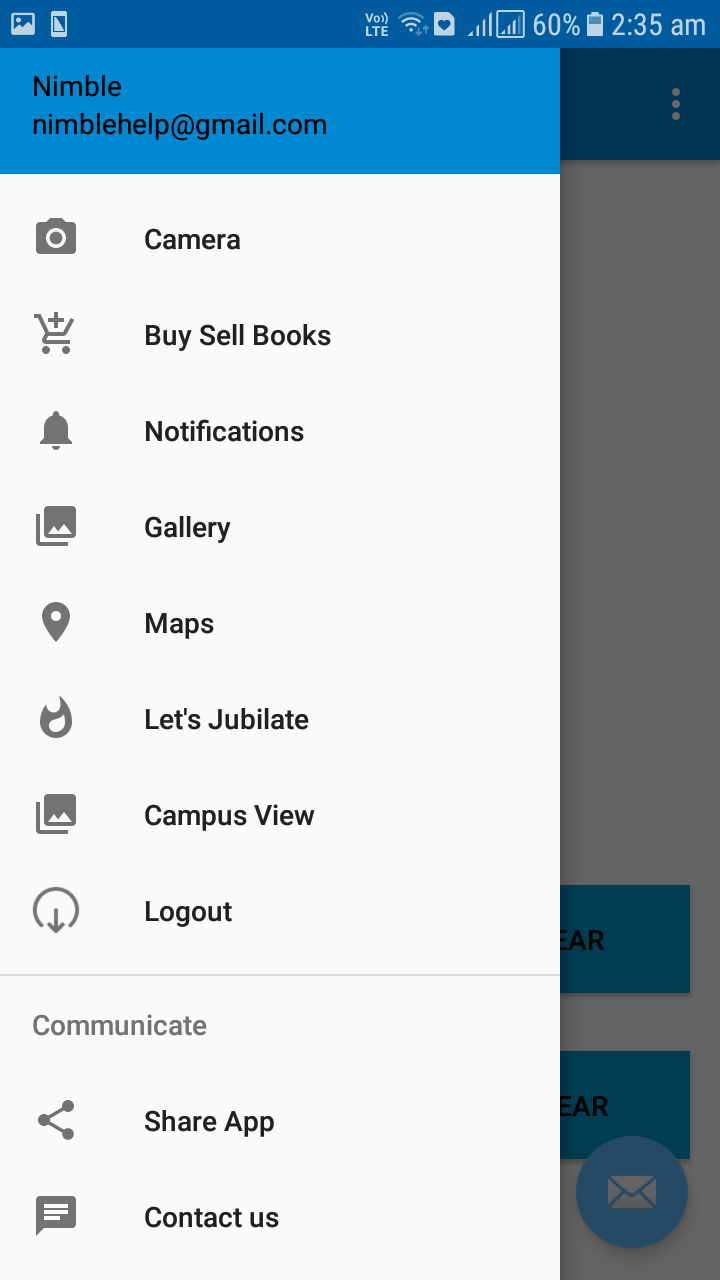 Vo)) LTE 60% 2:35 am
Nimble
nimblehelp@gmail.com
Camera
Buy Sell Books
Notifications
Gallery
Maps
Let's Jubilate
Campus View
Logout
EAR
Communicate
EAR
Share App
Contact us